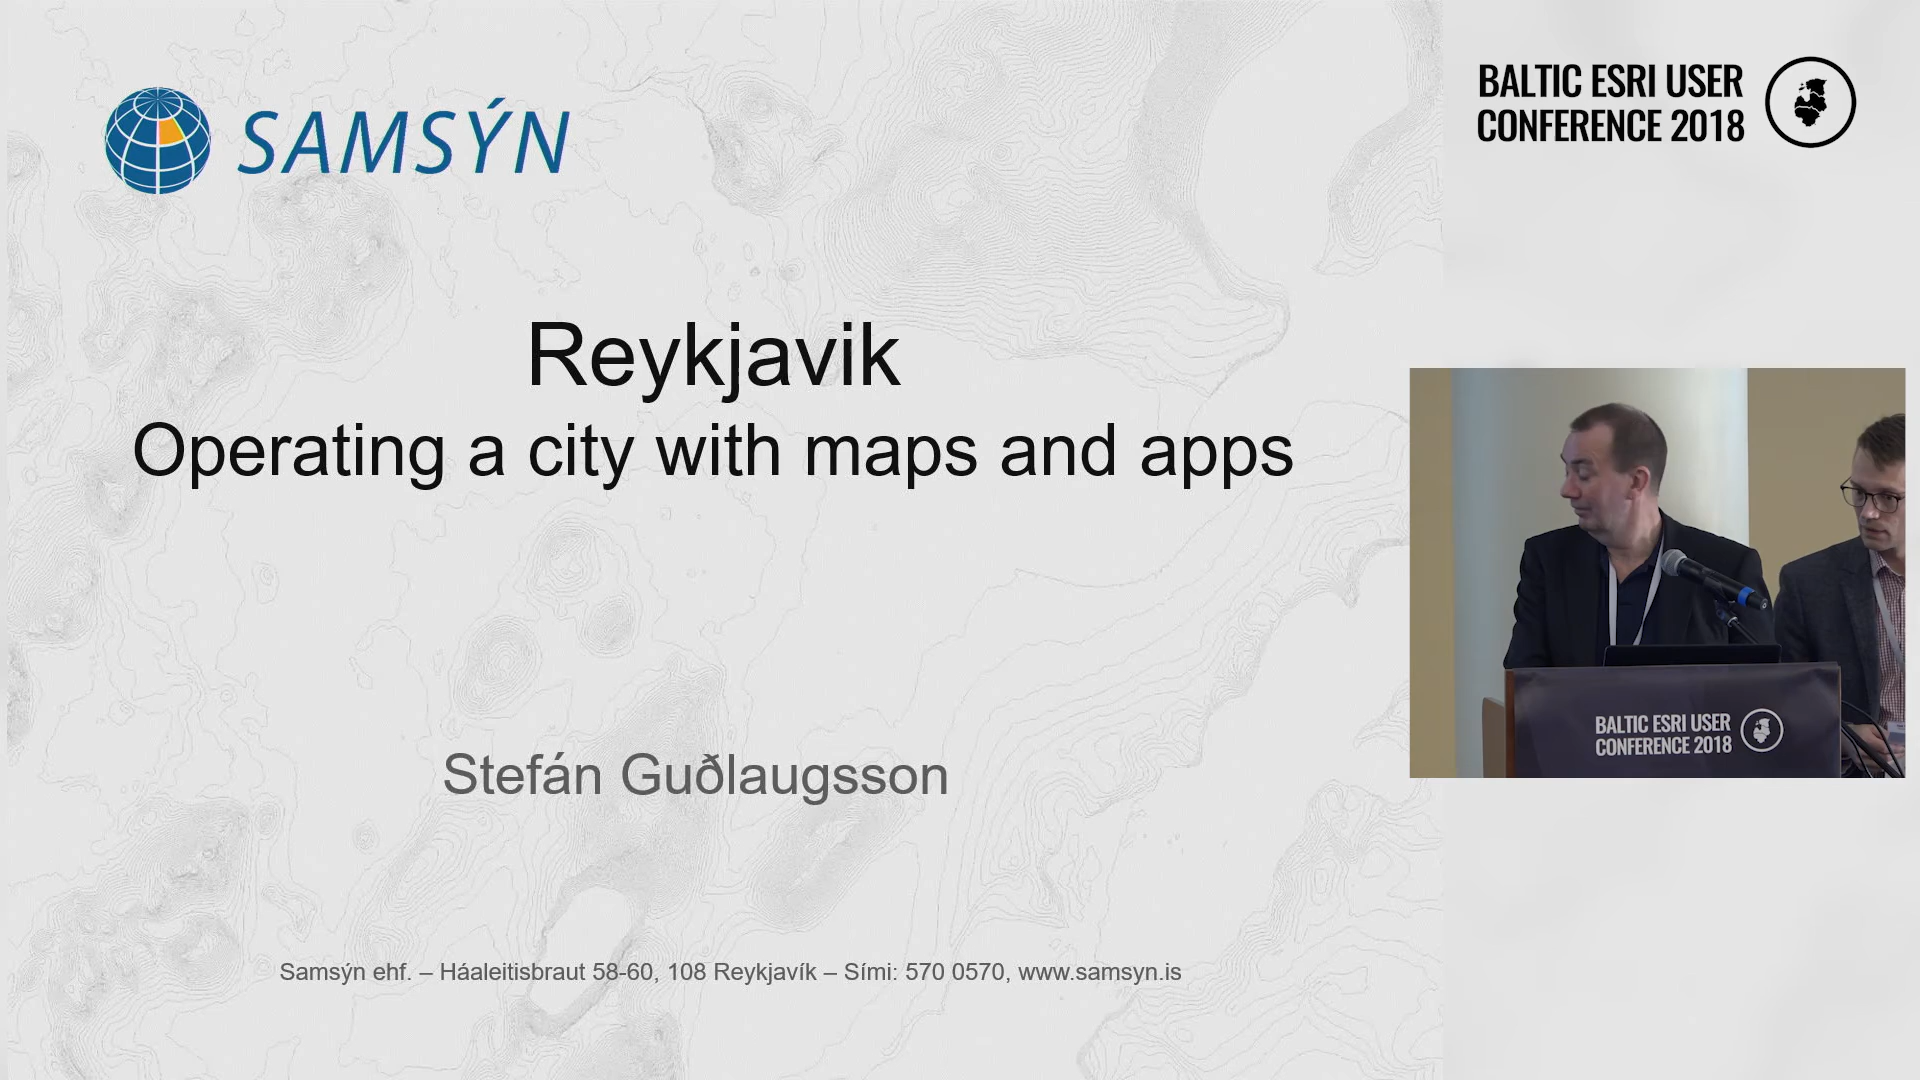 SAMSÝN
BALTIC ESRI USER
CONFERENCE 2018
Reykjavik
Operating a city with maps and apps
Stefán Guðlaugsson
Samsýn ehf. – Háaleitisbraut 58-60, 108 Reykjavík – Sími: 570 0570, www.samsyn.is
BALTIC ESRI USER
CONFERENCE 2018